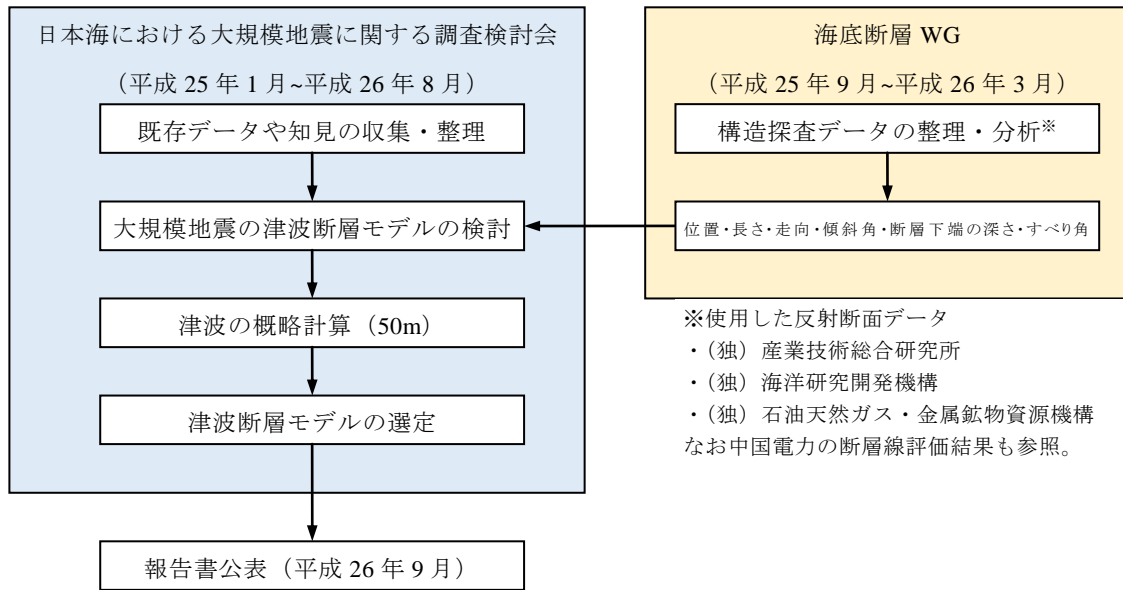 日本海における大規模地震に関する調査検討会
（平成 25 年 1 月~平成 26 年 8 月）
既存データや知見の収集・整理
大規模地震の津波断層モデルの検討
津波の概略計算（50m）
津波断層モデルの選定
報告書公表（平成 26 年 9 月）
海底断層 WG
（平成 25 年 9 月~平成 26 年 3 月）
構造探査データの整理・分析※
位置・長さ・走向・傾斜角・断層下端の深さ・すべり角
※使用した反射断面データ
・（独）産業技術総合研究所
・（独）海洋研究開発機構
・（独）石油天然ガス・金属鉱物資源機構
なお中国電力の断層線評価結果も参照。